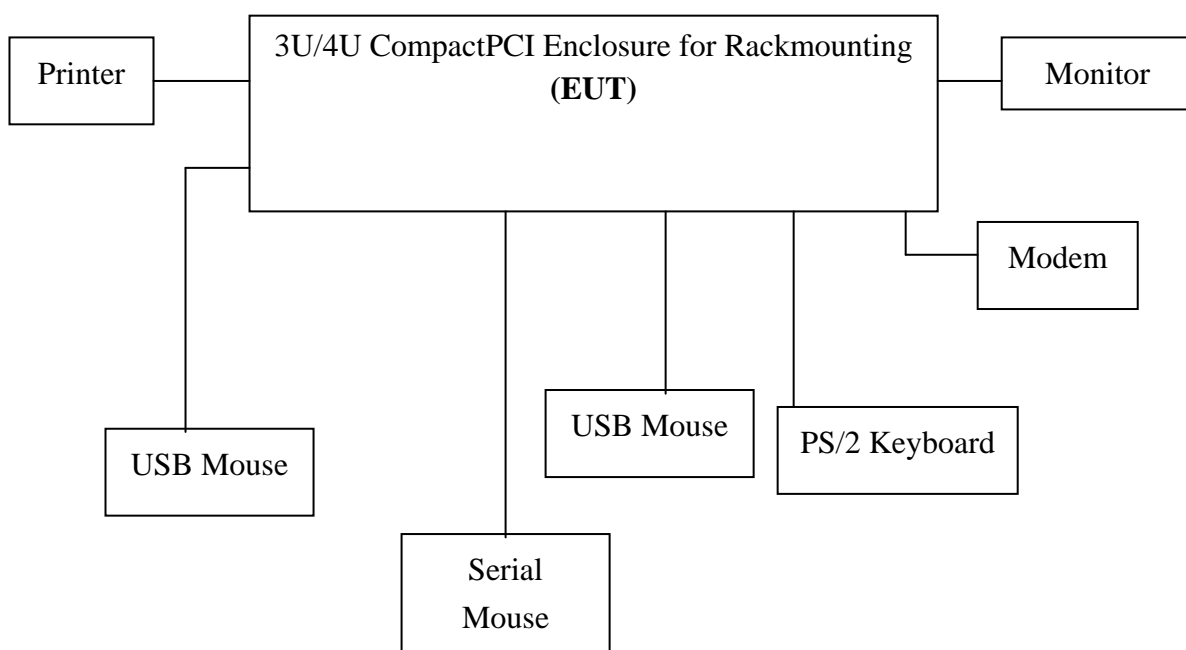 3U/4U CompactPCI Enclosure for Rackmounting
(EUT)
Printer
Monitor
Modem
USB Mouse
PS/2 Keyboard
USB Mouse
Serial
Mouse